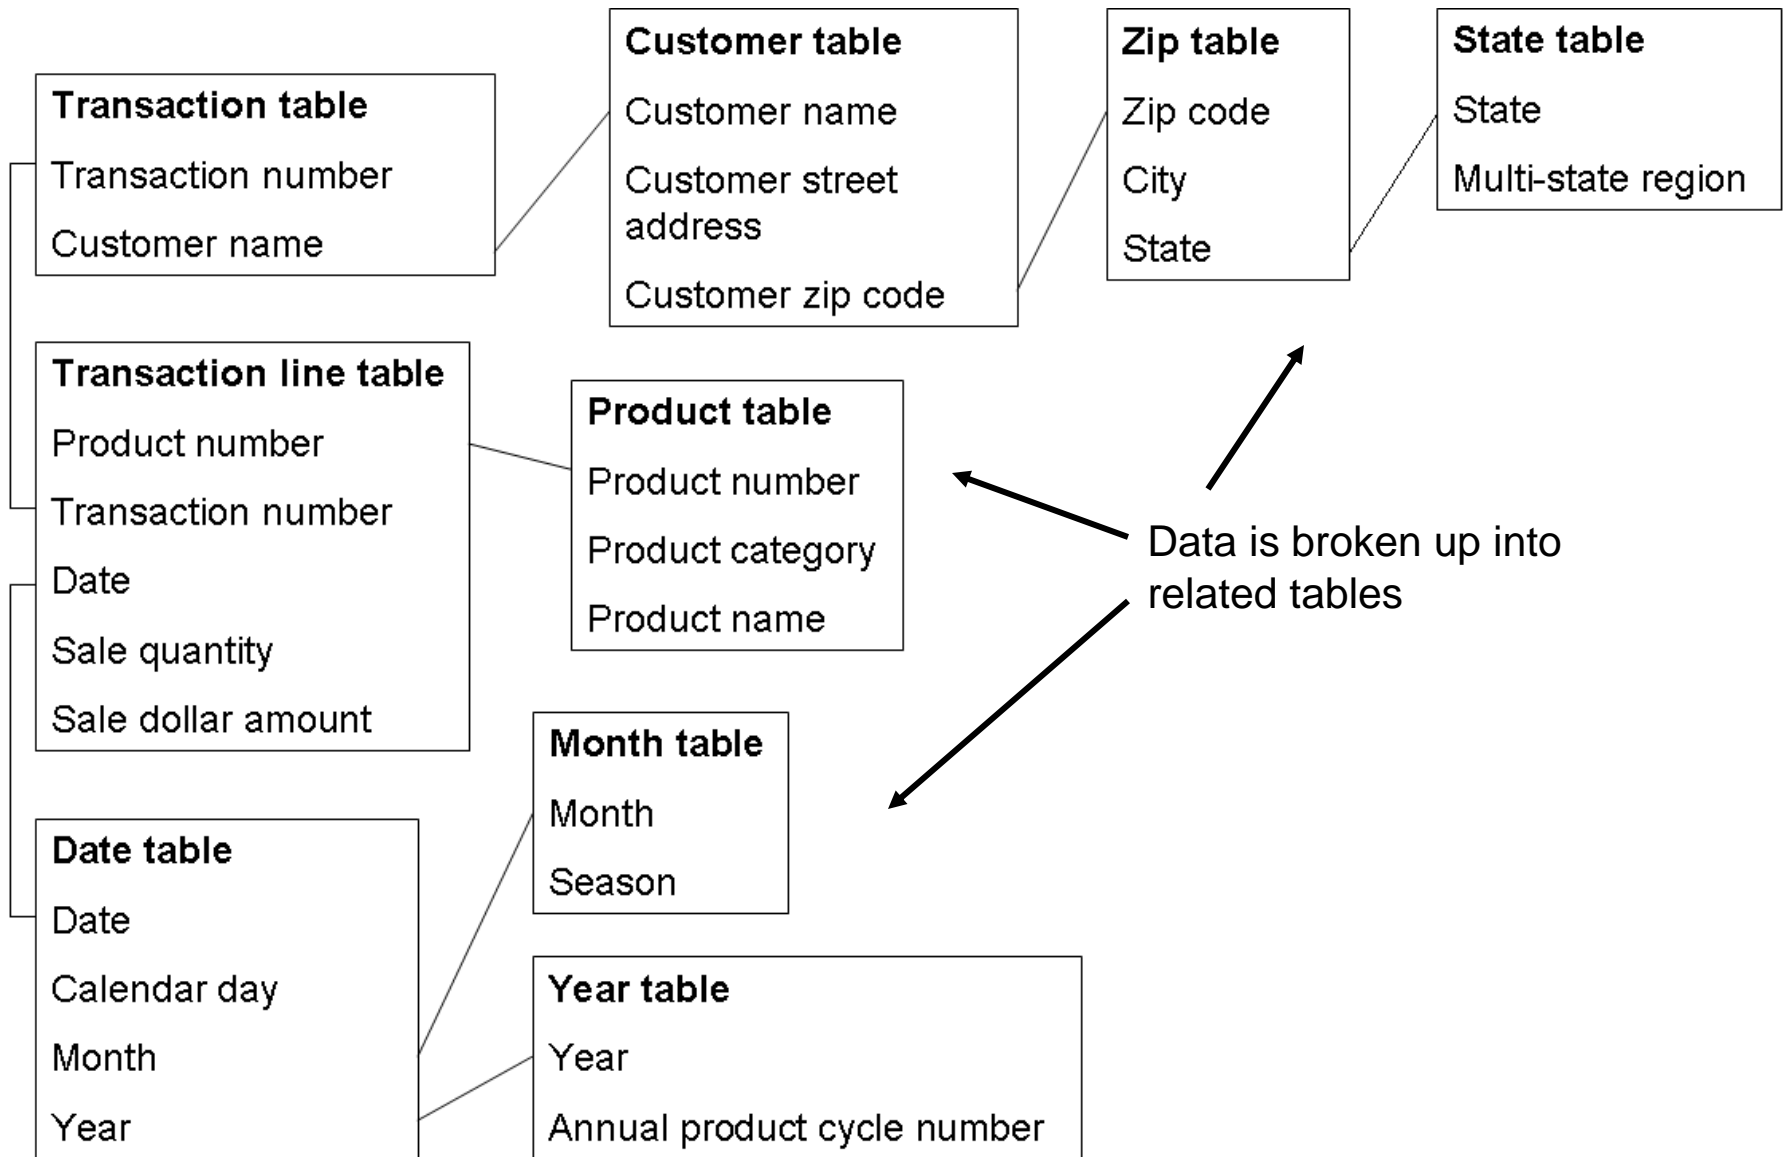 Transaction table
Transaction number
Customer name
Customer table
Customer name
Customer street
address
Customer zip code
Zip table
Zip code
City
State
State table
State
Multi-state region
Transaction line table
Product number
Transaction number
Date
Sale quantity
Sale dollar amount
Product table
Product number
Product category
Product name
Data is broken up into
related tables
Date table
Date
Calendar day
Month
Year
Month table
Month
Season
Year table
Year
Annual product cycle number